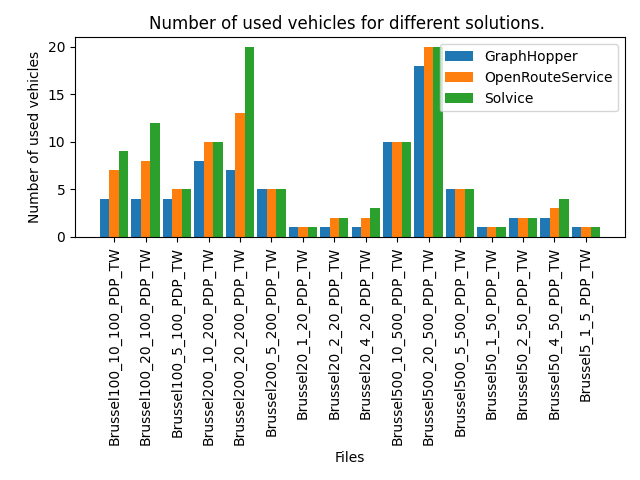 Number of used vehicles for different solutions.
Number of used vehicles
20
15
10
5
0
GraphHopper
OpenRouteService
Solvice
Brussel100_10_100_PDP_TW
Brussel100_20_100_PDP_TW
Brussel100_5_100_PDP_TW
Brussel200_10_200_PDP_TW
Brussel200_20_200_PDP_TW
Brussel200_5_200_PDP_TW
Brussel20_1_20_PDP_TW
Brussel20_2_20_PDP_TW
Brussel20_4_20_PDP_TW
Brussel500_10_500_PDP_TW
Brussel500_20_500_PDP_TW
Brussel500_5_500_PDP_TW
Brussel50_1_50_PDP_TW
Brussel50_2_50_PDP_TW
Brussel50_4_50_PDP_TW
Brussel5_1_5_PDP_TW
Files